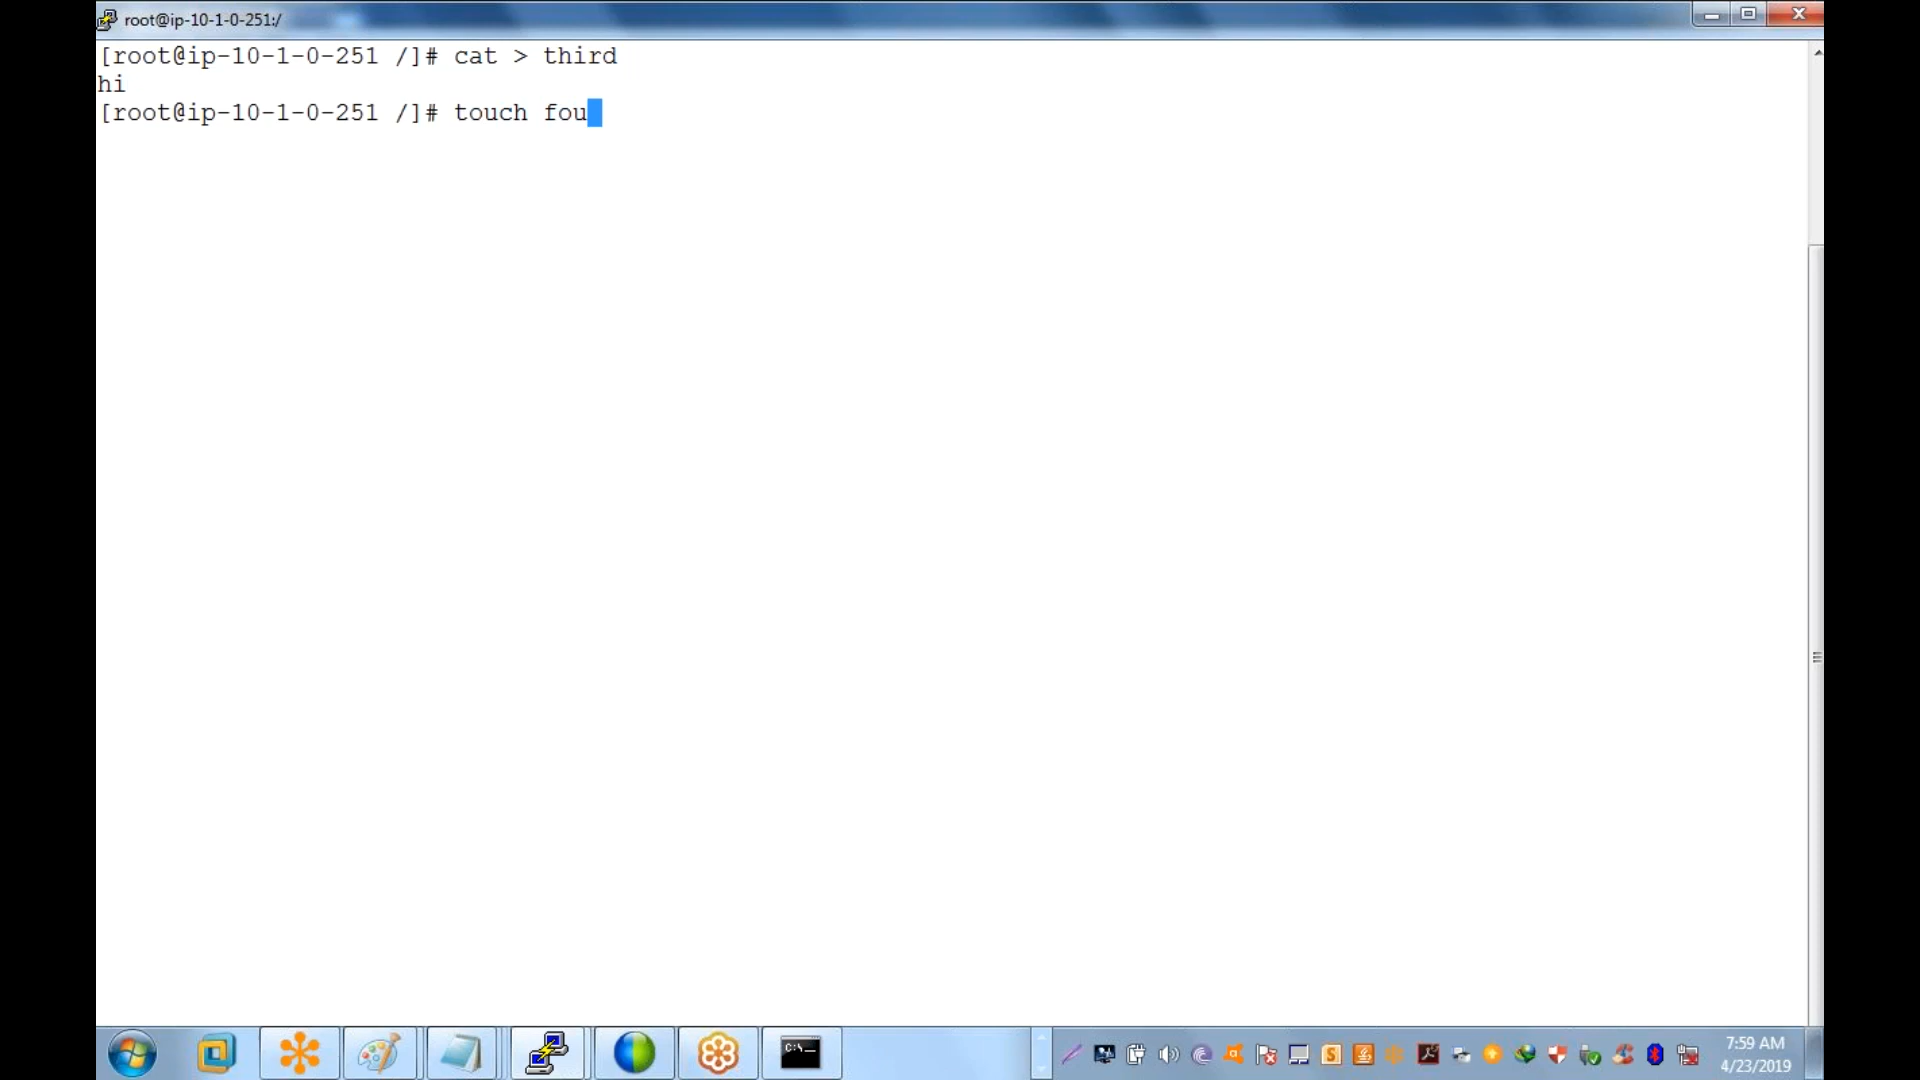 root@ip-10-1-0-251:/
[root@ip-10-1-0-251 /]# cat > third
hi
[root@ip-10-1-0-251 /]# touch fou
C:\_
S
7:59 AM
4/23/2019